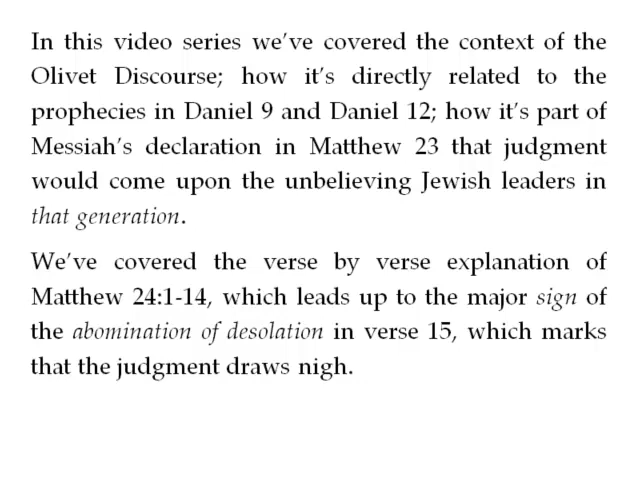 In this video series we’ve covered the context of the
Olivet Discourse; how it’s directly related to the
prophecies in Daniel 9 and Daniel 12; how it’s part of
Messiah’s declaration in Matthew 23 that judgment
would come upon the unbelieving Jewish leaders in
that generation.
We’ve covered the verse by verse explanation of
Matthew 24:1-14, which leads up to the major sign of
the abomination of desolation in verse 15, which marks
that the judgment draws nigh.